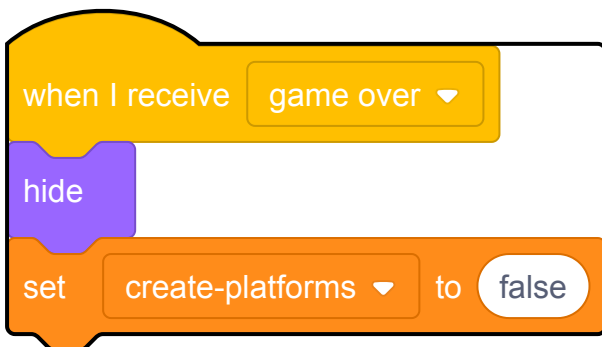 when I receive game over
hide
set create-platforms to false